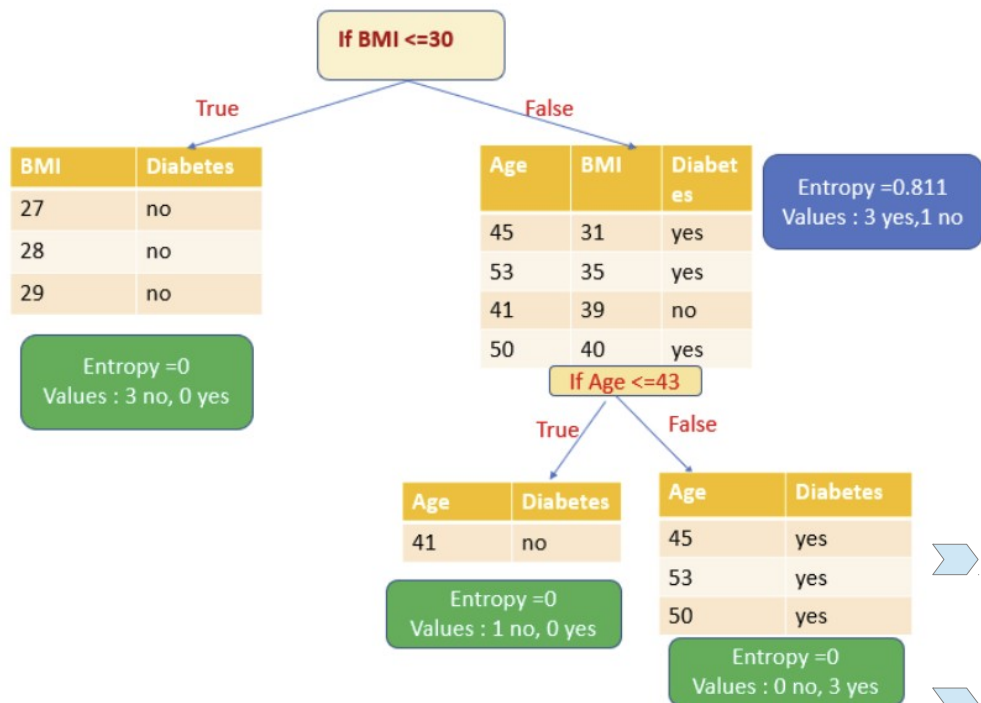 If BMI <=30
True
False
BMI Diabetes
27 no
28 no
29 no
Entropy =0
Values : 3 no, 0 yes
Age BMI Diabet
es
45 31 yes
53 35 yes
41 39 no
50 40 yes
Entropy =0.811
Values : 3 yes,1 no
If Age <=43
True
False
Age Diabetes
41 no
Entropy =0
Values : 1 no, 0 yes
Age Diabetes
45 yes
53 yes
50 yes
Entropy =0
Values : 0 no, 3 yes